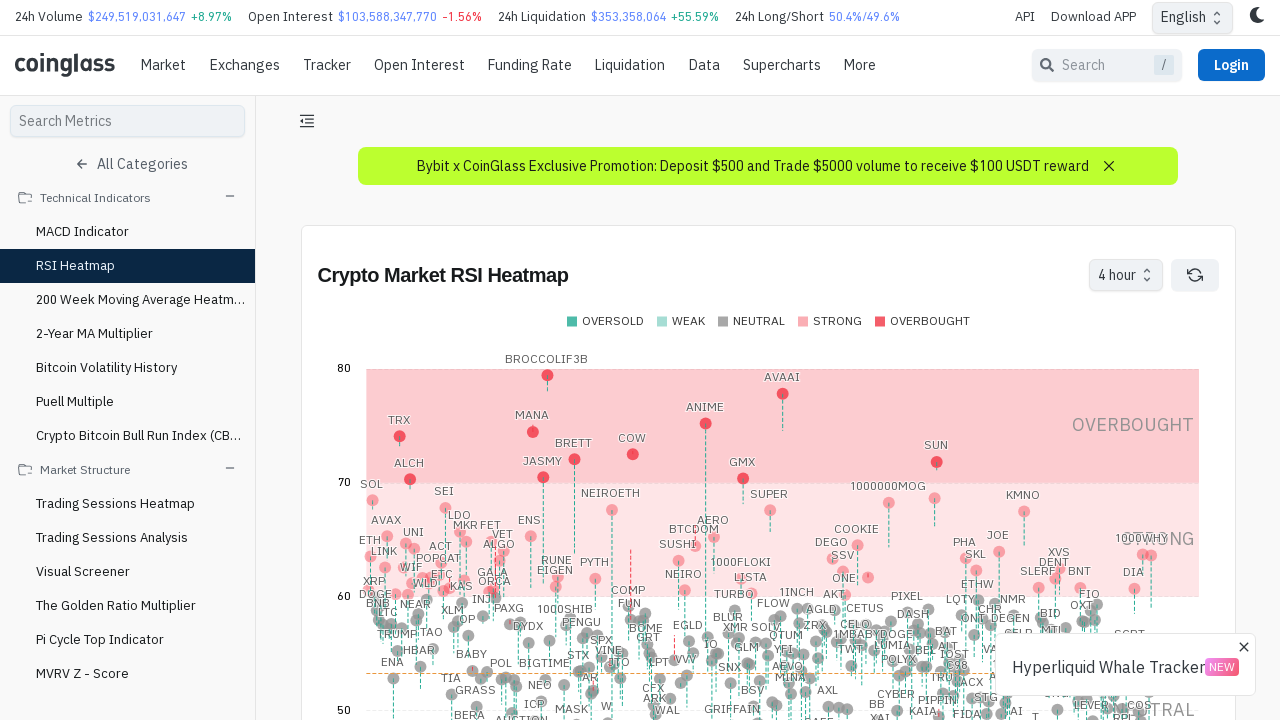 24h Volume $249,519,031,647 +8.97% Open Interest $103,588,347,770 -1.56% 24h Liquidation $353,358,064 +55.59% 24h Long/Short 50.4%/49.6% API Download APP English
coinglass Market Exchanges Tracker Open Interest Funding Rate Liquidation Data Supercharts More Search / Login
Search Metrics
All Categories
Technical Indicators
MACD Indicator
RSI Heatmap
200 Week Moving Average Heatm...
2-Year MA Multiplier
Bitcoin Volatility History
Puell Multiple
Crypto Bitcoin Bull Run Index (CB...
Market Structure
Trading Sessions Heatmap
Trading Sessions Analysis
Visual Screener
The Golden Ratio Multiplier
Pi Cycle Top Indicator
MVRV Z - Score
Bybit x CoinGlass Exclusive Promotion: Deposit $500 and Trade $5000 volume to receive $100 USDT reward
Crypto Market RSI Heatmap
4 hour
OVERSOLD WEAK NEUTRAL STRONG OVERBOUGHT
BROCCOLIF3B
80
AVAAI
ANIME
MANA
TRX
OVERBOUGHT
COW
BRETT
SUN
ALCH
JASMY
GMX
70
SOL
SEI
NEIROETH
SUPER
1000000MOG
KMNO
LDO
AVAX
MKR FET
ENS
AERO
BTCDOM
COOKIE
UNI
VET
JOE
1000WHY
STRONG
ETH
ACT
ALGO
SUSHI
DEGO
PHA
LINK
POPCAT
RUNE
PYTH
1000FLOKI
SSV
SKL
XVS
DENT
WIF
GALA
EIGEN
NEIRO
LISTA
ONE
SLERF
BNT
DIA
XRP
ETC
WLD
ORCA
KAS
COMP
ETHW
60
DOGE
TURBO
1INCH
AKT
PIXEL
FIO
BNB
NEAR
INJ
FUN
FLOW
LQTY
NMR
OXT
LTC
XLM
PAXG
1000SHIB
AGLD
CETUS
CHR
BID
OP
BLUR
DASH
ONT
DEGEN
BYDX
PENGU
EGLD
XMR SOLV
ZRX
CELO
TRUMP
TAO
BOME
OTUM
1MBABYDOGE
BAT
MTL
SPX
CRT
IO
GLM
YFI
LUMIA
ALT
HBAR
BABY
STX
VINE
TWT
BEL
ENA
POL
BIGTIME
JTO
LPT
VVV
SNX
AEVO
POLYX
C98
TIA
NEO
AR
CFX
BSV
MINA
TRU
ACX
GRASS
ICP
ARK
AXL
CYBER
PIPPIN
STG
BERA
MASK
W
GRIFFAIN
BB
KAIA
FIDA
LEVER
COS
50
NEUTRAL
Hyperliquid Whale Tracker NEW